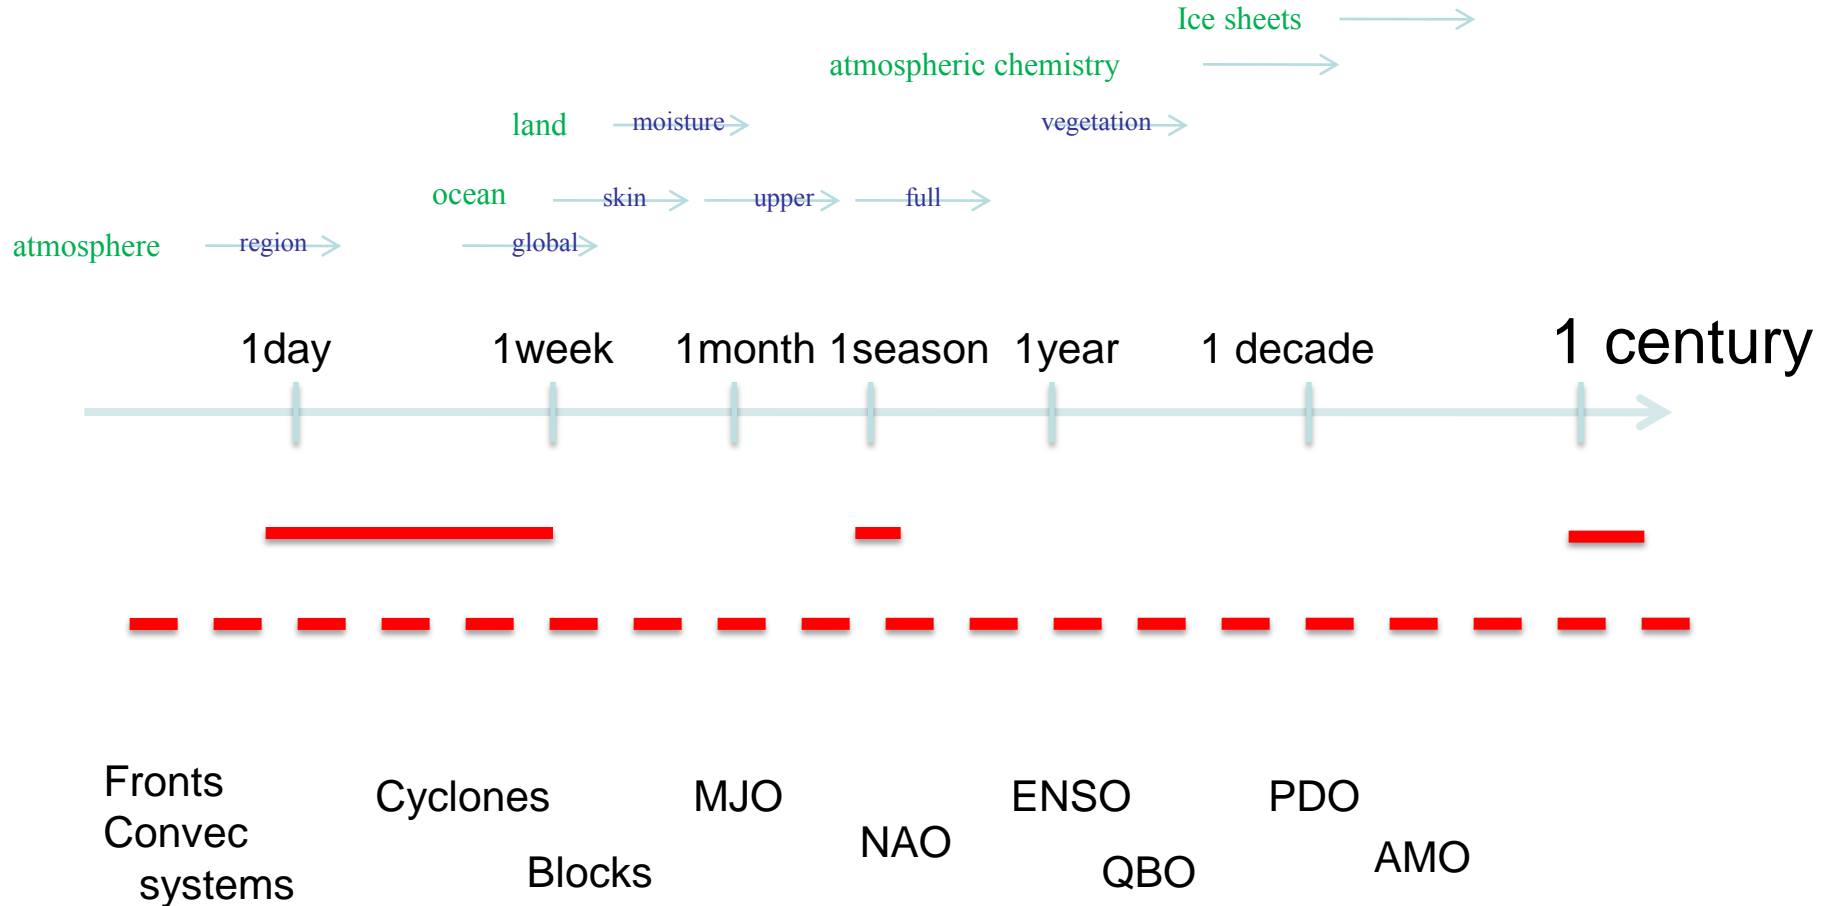 Ice sheets
atmospheric chemistry
land moisture vegetation
ocean skin upper full
atmosphere region global
1day 1week 1month 1season 1year 1 decade 1 century
Fronts
Convec
systems
Cyclones
Blocks
MJO
NAO
ENSO
QBO
PDO
AMO